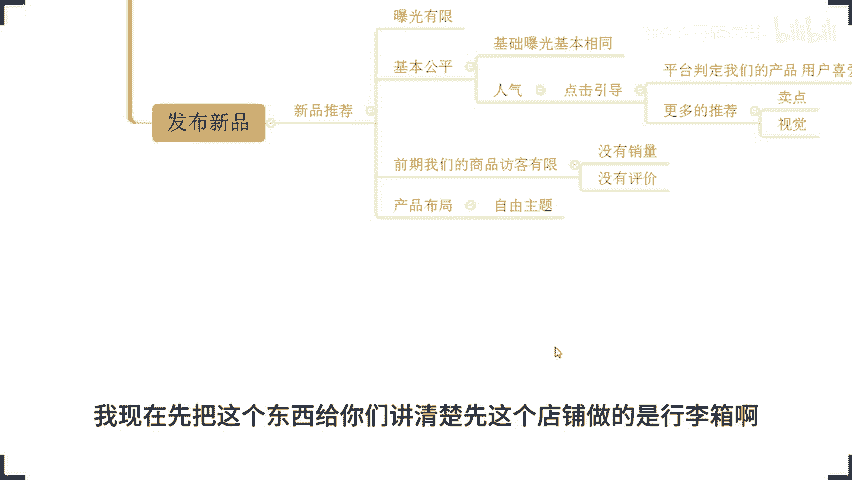 曝光有限
基础曝光基本相同
基本公平
平台判定我们的产品 用户喜
人气
点击引导
卖点
更多的推荐
视觉
发布新品
新品推荐
没有销量
前期我们的商品访客有限
没有评价
产品布局
自由主题
我现在先把这个东西给你们讲清楚先这个店铺做的是行李箱啊
bilibili